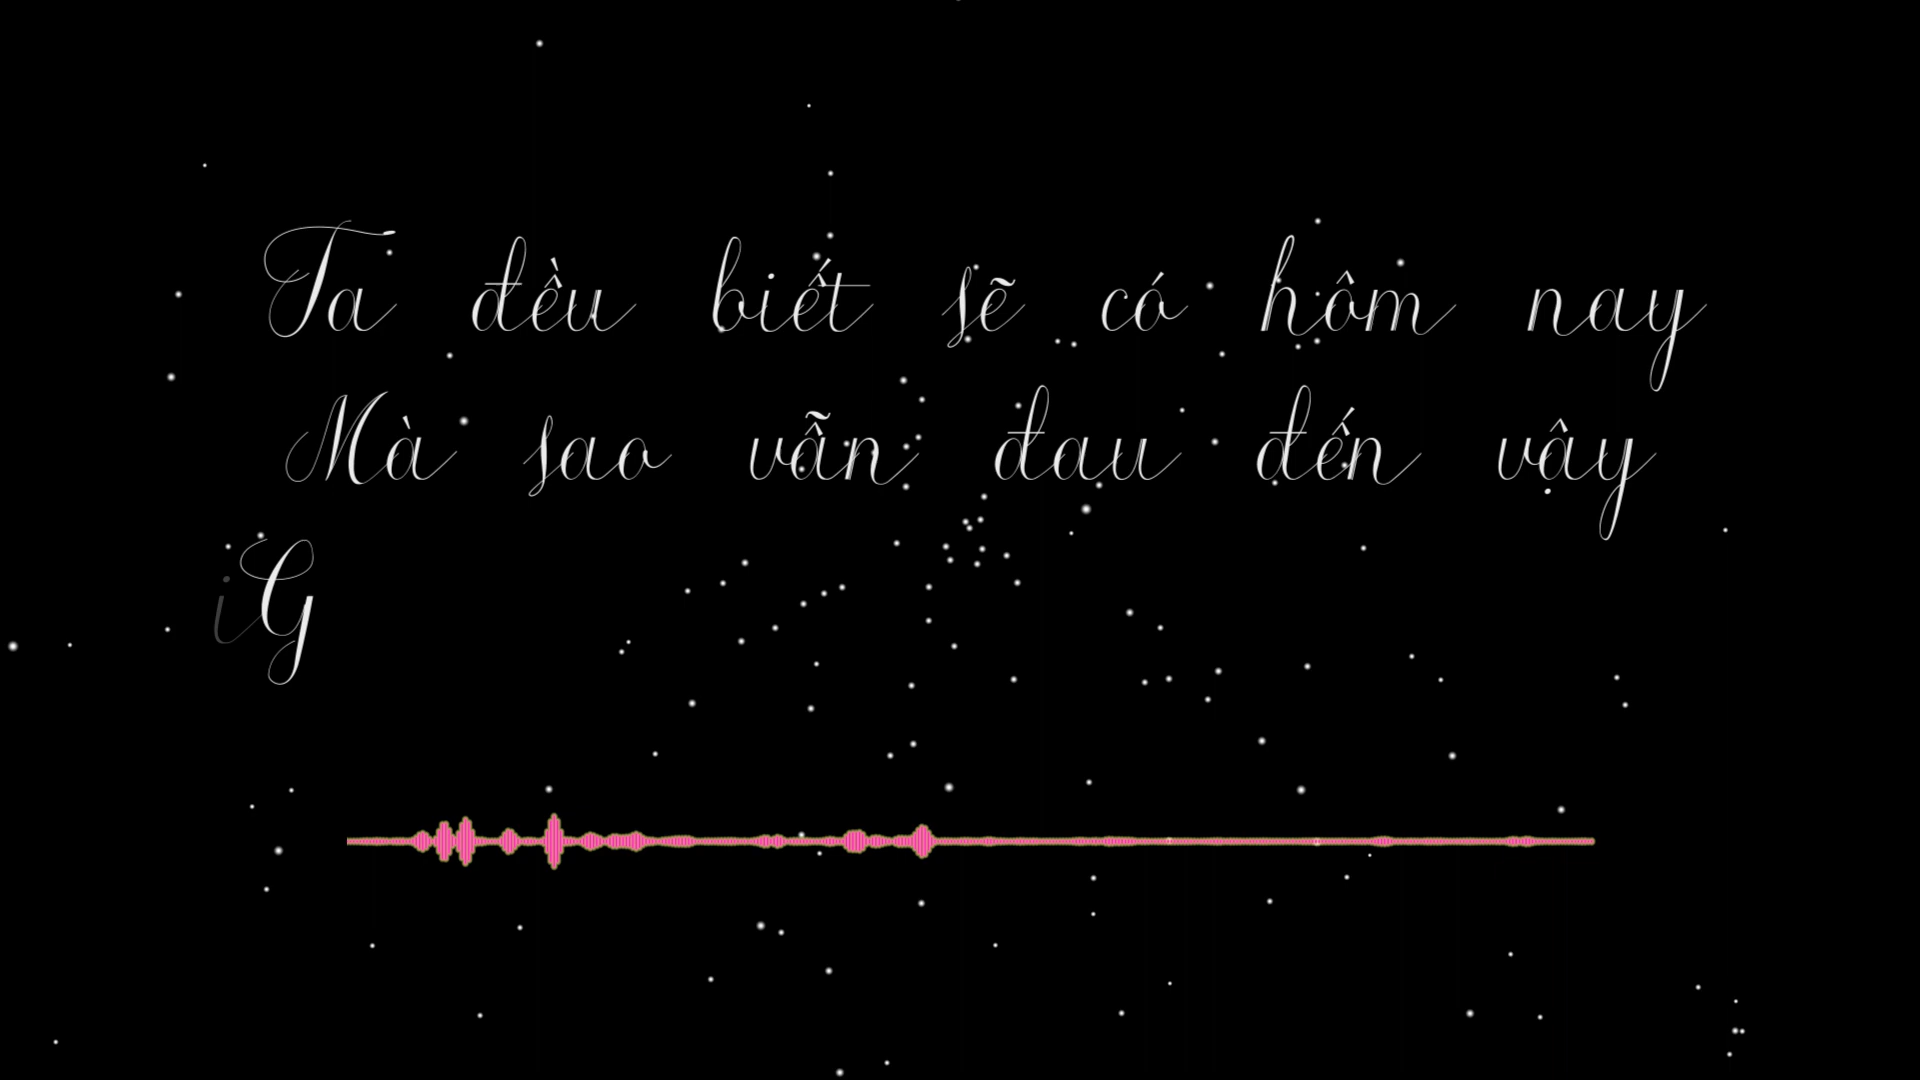 Ta đều biết sẽ có hôm nay
Mà sao vẫn đau đến vậy
iG